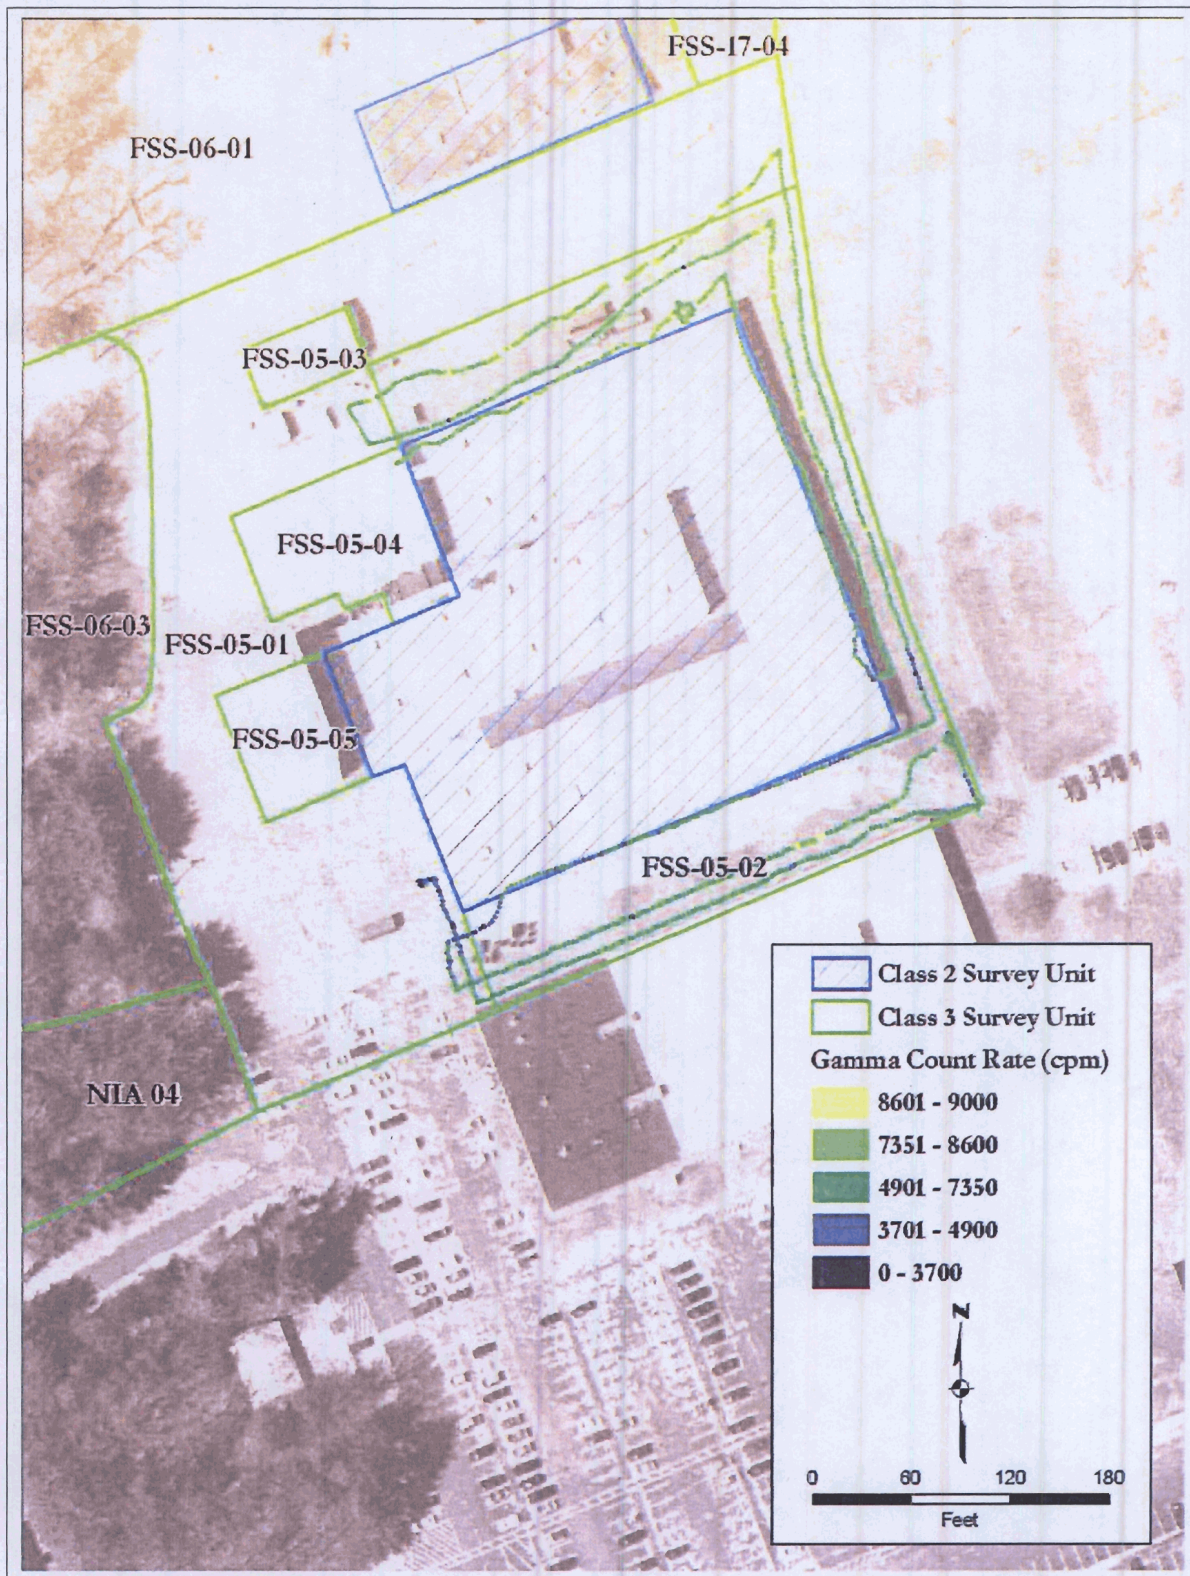 FSS-17-04
FSS-06-01
FSS-05-03
FSS-05-04
FSS-06-03
FSS-05-01
FSS-05-05
FSS-05-02
NIA 04
Class 2 Survey Unit
Class 3 Survey Unit
Gamma Count Rate (cpm)
8601 - 9000
7351 - 8600
4901 - 7350
3701 - 4900
0 - 3700
N
0 60 120 180
Feet